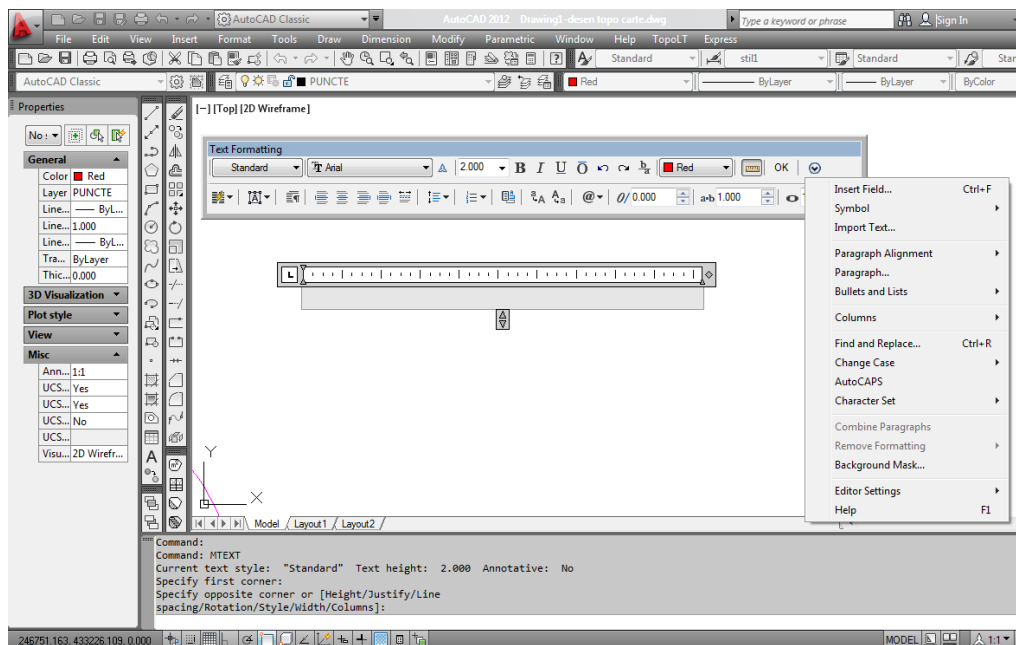 AutoCAD Classic
AutoCAD 2012 Drawing1-desen topo carte.dwg
Type a keyword or phrase
Sign In
File Edit View Insert Format Tools Draw Dimension Modify Parametric Window Help TopoLT Express
Standard
stil1
Standard
Stan
AutoCAD Classic
PUNCTE
Red
ByLayer
ByLayer
ByColor
Properties
[−] [Top] [2D Wireframe]
General
Color Red
Layer PUNCTE
Line... ByL...
Line... 1.000
Line... ByL...
Tra... ByLayer
Thic... 0.000
3D Visualization
Plot style
View
Misc
Ann... 1:1
UCS... Yes
UCS... Yes
UCS... No
UCS...
Visu... 2D Wirefr...
Text Formatting
Standard Arial 2.000 B I U O Red OK
@ 0/ 0.000 a•b 1.000
L
Insert Field... Ctrl+F
Symbol
Import Text...
Paragraph Alignment
Paragraph...
Bullets and Lists
Columns
Find and Replace... Ctrl+R
Change Case
AutoCAPS
Character Set
Combine Paragraphs
Remove Formatting
Background Mask...
Editor Settings
Help F1
Y
X
Model Layout1 Layout2
Command:
Command: MTEXT
Current text style: "Standard" Text height: 2.000 Annotative: No
Specify first corner:
Specify opposite corner or [Height/Justify/Line
spacing/Rotation/Style/Width/Columns]:
246751.163, 433226.109, 0.000
MODEL
1:1